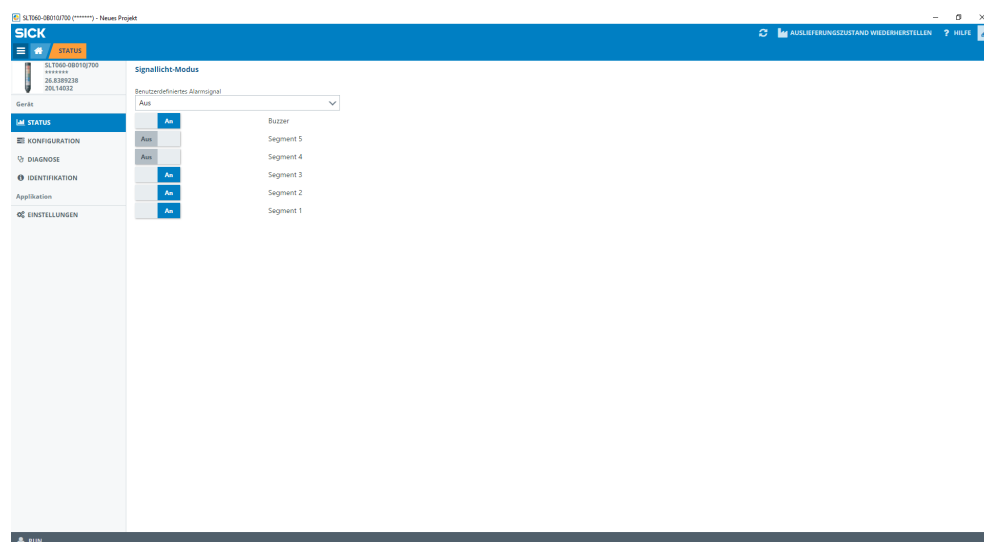 SLT060-0B010J700 (*******) - Neues Projekt
SICK
AUSLIEFERUNGSZUSTAND WIEDERHERSTELLEN ? HILFE
STATUS
SLT060-0B010J700
*******
26.8389238
20L14032
Gerät
STATUS
KONFIGURATION
DIAGNOSE
IDENTIFIKATION
Applikation
EINSTELLUNGEN
Signallicht-Modus
Benutzerdefiniertes Alarmsignal
Aus
An Buzzer
Aus Segment 5
Aus Segment 4
An Segment 3
An Segment 2
An Segment 1
RUN